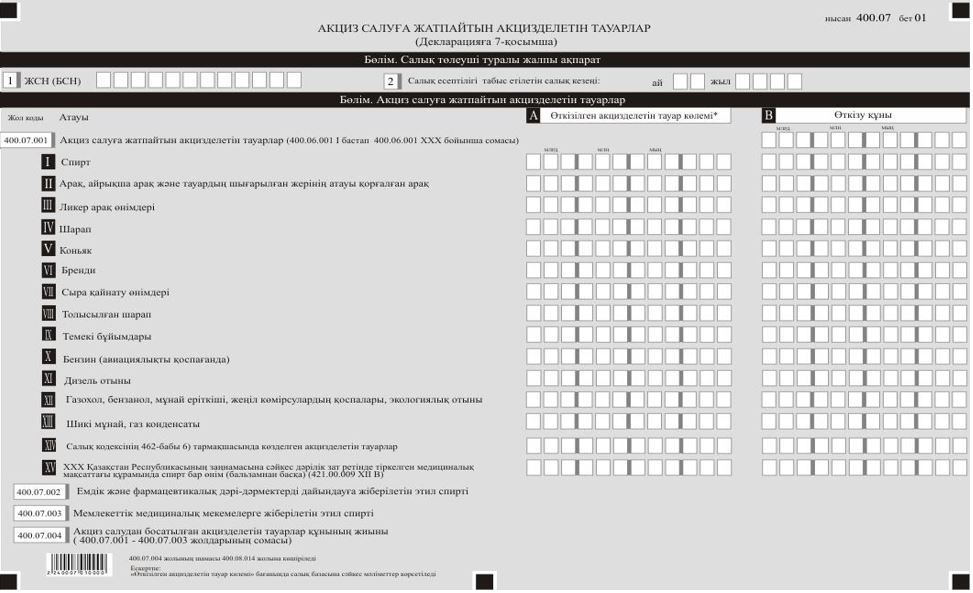 нысан 400.07 бет 01
АКЦИЗ САЛУҒА ЖАТПАЙТЫН АКЦИЗДЕЛЕТІН ТАУАРЛАР
(Декларацияға 7-қосымша)
Бөлім. Салық төлеуші туралы жалпы ақпарат
1 ЖСН (БСН) 2 Салық есептілігі табыс етілетін салық кезеңі: ай жыл
Бөлім. Акциз салуға жатпайтын акцизделетін тауарлар
Жол коды Атауы A Өткізілген акцизделетін тауар көлемі* B Өткізу құны
млрд млн мың
400.07.001 Акциз салуға жатпайтын акцизделетін тауарлар (400.06.001 I бастап 400.06.001 XXX бойынша сомасы)
млрд млн мың
I Спирт
II Арақ, айрықша арақ және тауардың шығарылған жерінің атауы қорғалған арақ
III Ликер арақ өнімдері
IV Шарап
V Коньяк
VI Бренди
VII Сыра қайнату өнімдері
VIII Толысылған шарап
IX Темекі бұйымдары
X Бензин (авиациялықты қоспағанда)
XI Дизель отыны
XII Газохол, бензанол, мұнай еріткіші, жеңіл көмірсулардың қоспалары, экологиялық отыны
XIII Шикі мұнай, газ конденсаты
XIV Салық кодексінің 462-бабы 6) тармақшасында көзделген акцизделетін тауарлар
XV XXX Қазақстан Республикасының заңнамасына сәйкес дәрілік зат ретінде тіркелген медициналық
мақсаттағы құрамында спирт бар өнім (бальзамнан басқа) (421.00.009 XII B)
400.07.002 Емдік және фармацевтикалық дәрі-дәрмектерді дайындауға жіберілетін этил спирті
400.07.003 Мемлекеттік медициналық мекемелерге жіберілетін этил спирті
400.07.004 Акциз салудан босатылған акцизделетін тауарлар құнының жиыны
( 400.07.001 - 400.07.003 жолдарының сомасы)
400.07.004 жолының шамасы 400.08.014 жолына көшіріледі
Ескертпе:
«Өткізілген акцизделетін тауар көлемі» бағанында салық базасына сәйкес мәліметтер көрсетіледі